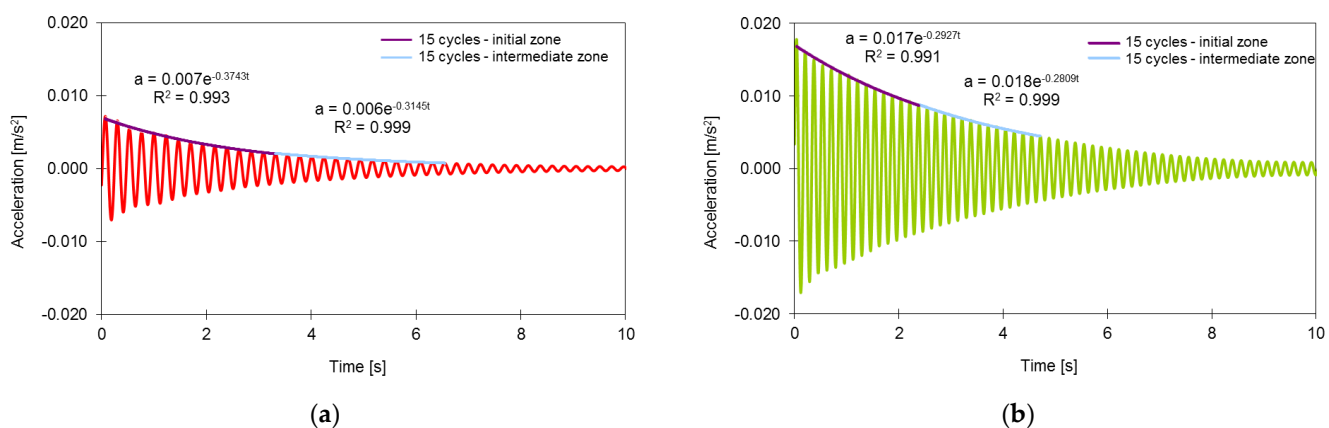 0.020
0.010
0.000
-0.010
-0.020
Acceleration [m/s²]
15 cycles - initial zone
15 cycles - intermediate zone
a = 0.007e^-0.3743t
R² = 0.993
a = 0.006e^-0.3145t
R² = 0.999
0 2 4 6 8 10
Time [s]
(a)
0.020
0.010
0.000
-0.010
-0.020
Acceleration [m/s²]
15 cycles - initial zone
15 cycles - intermediate zone
a = 0.017e^-0.2927t
R² = 0.991
a = 0.018e^-0.2809t
R² = 0.999
0 2 4 6 8 10
Time [s]
(b)